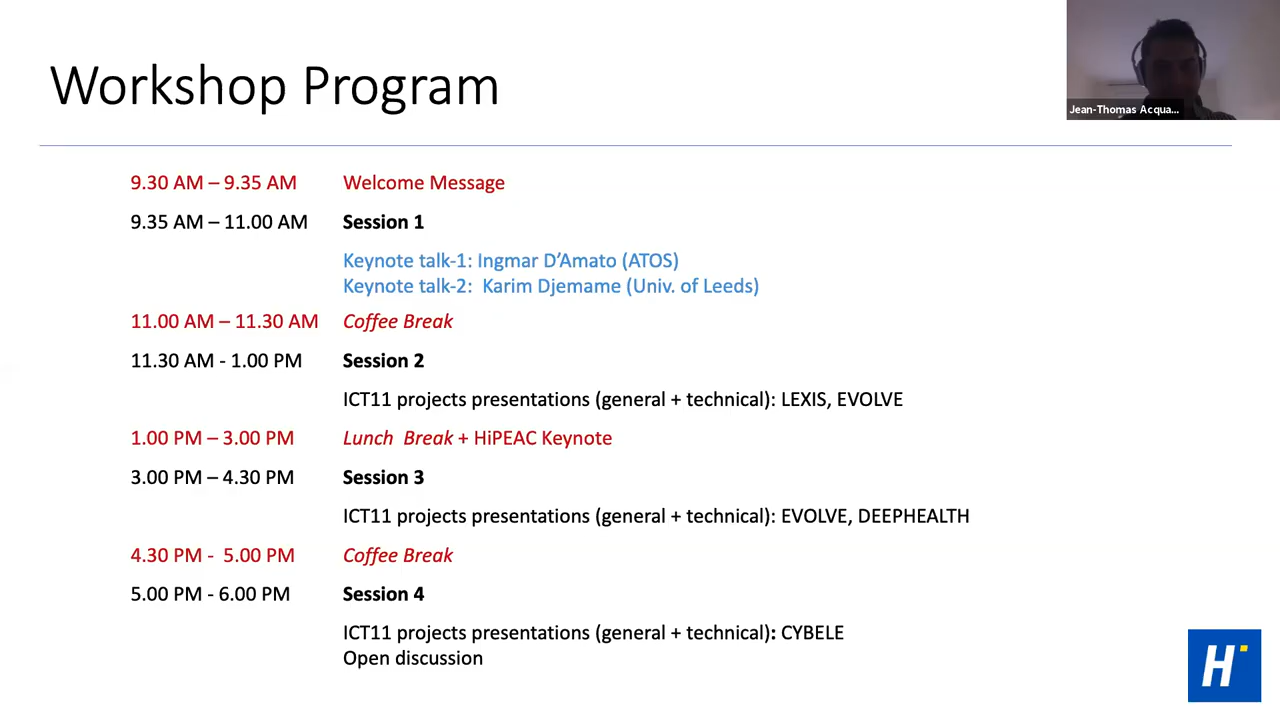 Workshop Program
Jean-Thomas Acqua...
9.30 AM – 9.35 AM Welcome Message
9.35 AM – 11.00 AM Session 1
Keynote talk-1: Ingmar D’Amato (ATOS)
Keynote talk-2:  Karim Djemame (Univ. of Leeds)
11.00 AM – 11.30 AM Coffee Break
11.30 AM - 1.00 PM Session 2
ICT11 projects presentations (general + technical): LEXIS, EVOLVE
1.00 PM – 3.00 PM Lunch  Break + HiPEAC Keynote
3.00 PM – 4.30 PM Session 3
ICT11 projects presentations (general + technical): EVOLVE, DEEPHEALTH
4.30 PM -  5.00 PM Coffee Break
5.00 PM - 6.00 PM Session 4
ICT11 projects presentations (general + technical): CYBELE
Open discussion
H